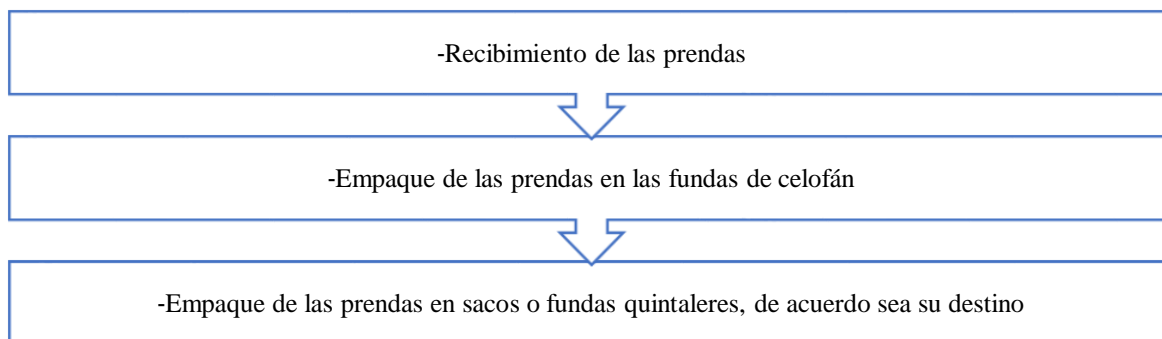 -Recibimiento de las prendas
-Empaque de las prendas en las fundas de celofán
-Empaque de las prendas en sacos o fundas quintaleres, de acuerdo sea su destino